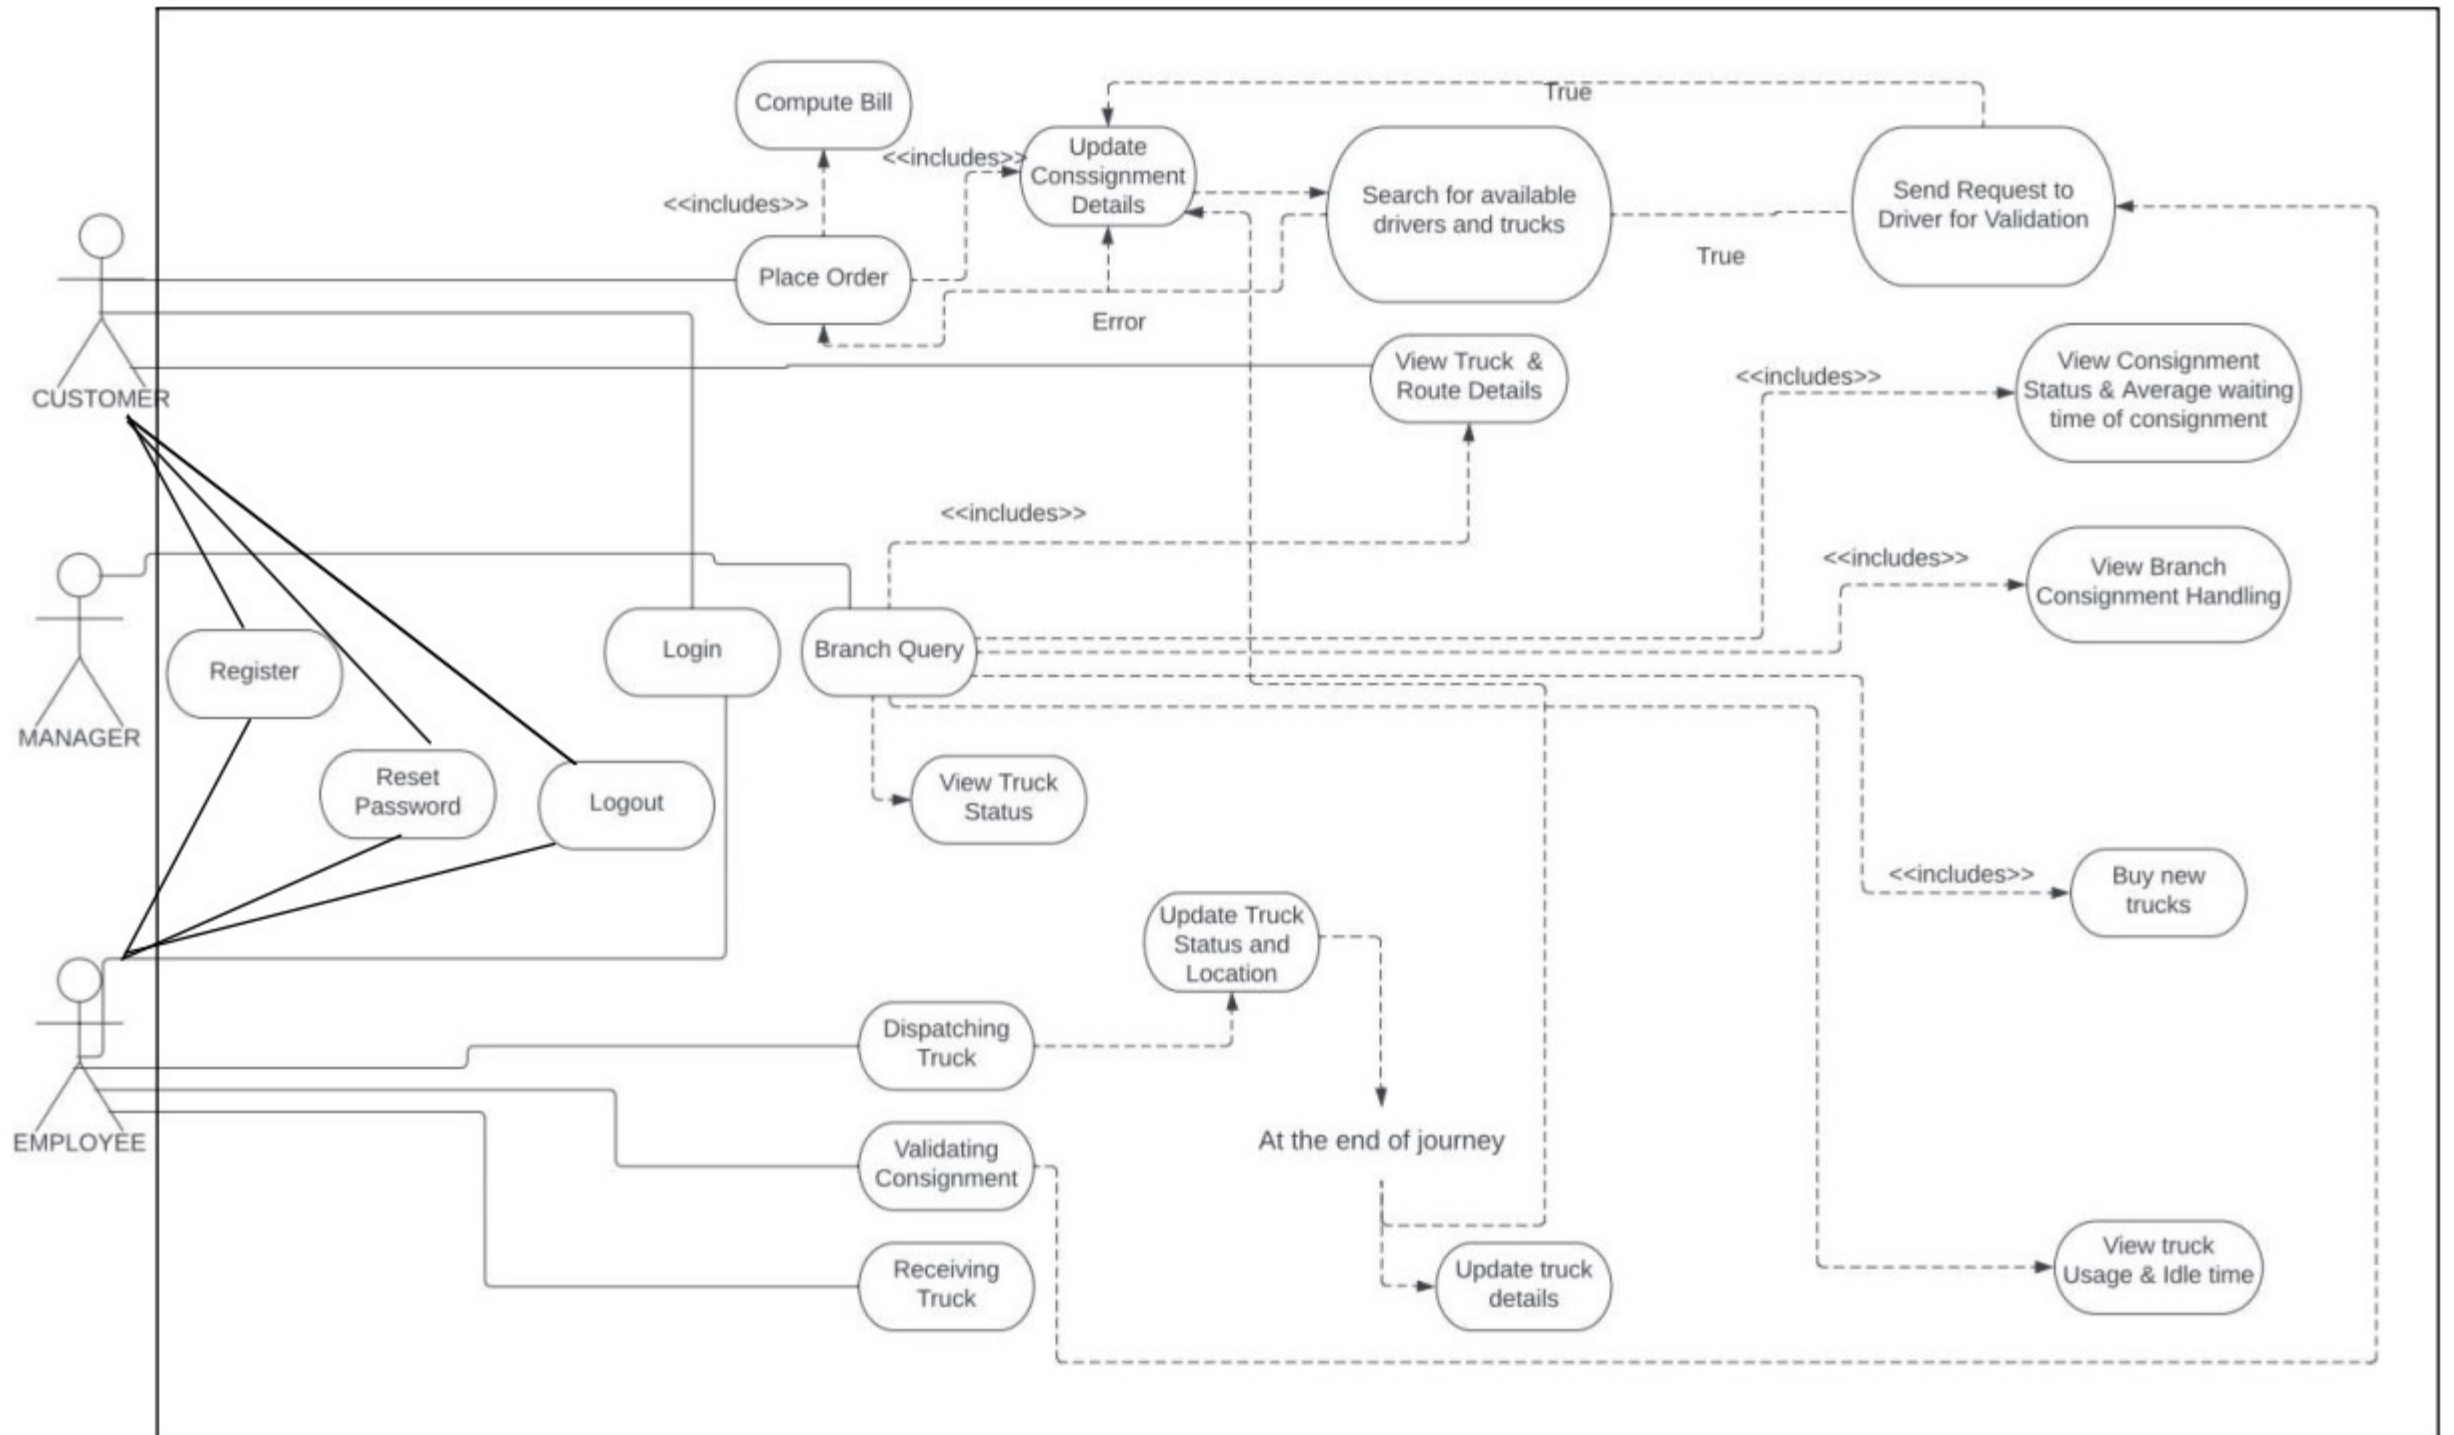 Compute Bill
True
<<includes>>
Update
Conssignment
Details
Search for available
drivers and trucks
Send Request to
Driver for Validation
<<includes>>
Place Order
True
Error
CUSTOMER
View Truck &
Route Details
<<includes>>
View Consignment
Status & Average waiting
time of consignment
<<includes>>
<<includes>>
View Branch
Consignment Handling
MANAGER
Register
Login
Branch Query
Reset
Password
Logout
View Truck
Status
<<includes>>
Buy new
trucks
Update Truck
Status and
Location
Dispatching
Truck
EMPLOYEE
At the end of journey
Validating
Consignment
Receiving
Truck
Update truck
details
View truck
Usage & Idle time